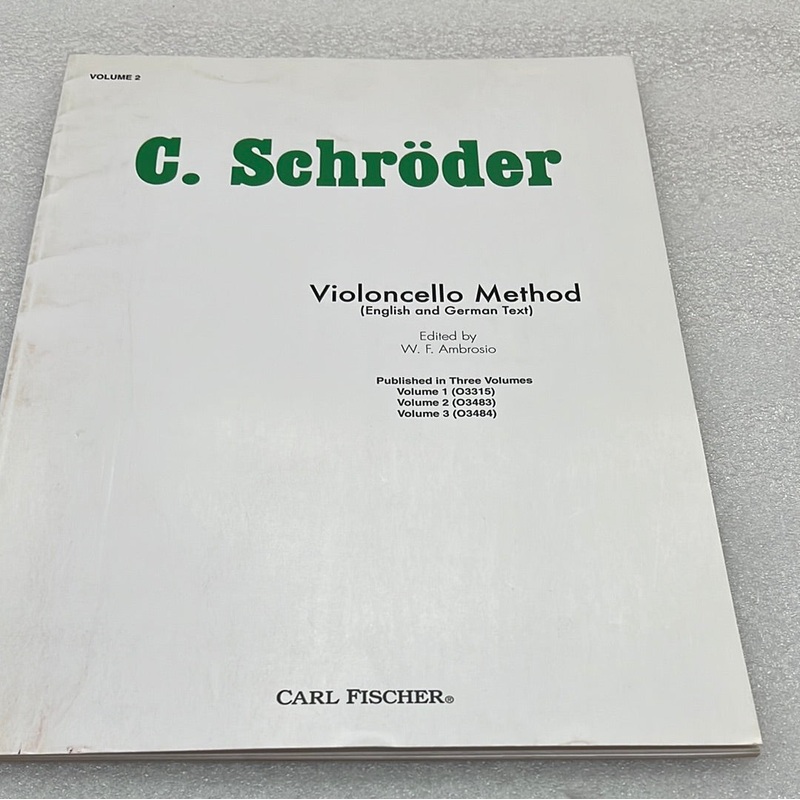 VOLUME 2
C. Schröder
Violoncello Method
(English and German Text)
Edited by
W. F. Ambrosio
Published in Three Volumes
Volume 1 (O3315)
Volume 2 (O3483)
Volume 3 (O3484)
CARL FISCHER®